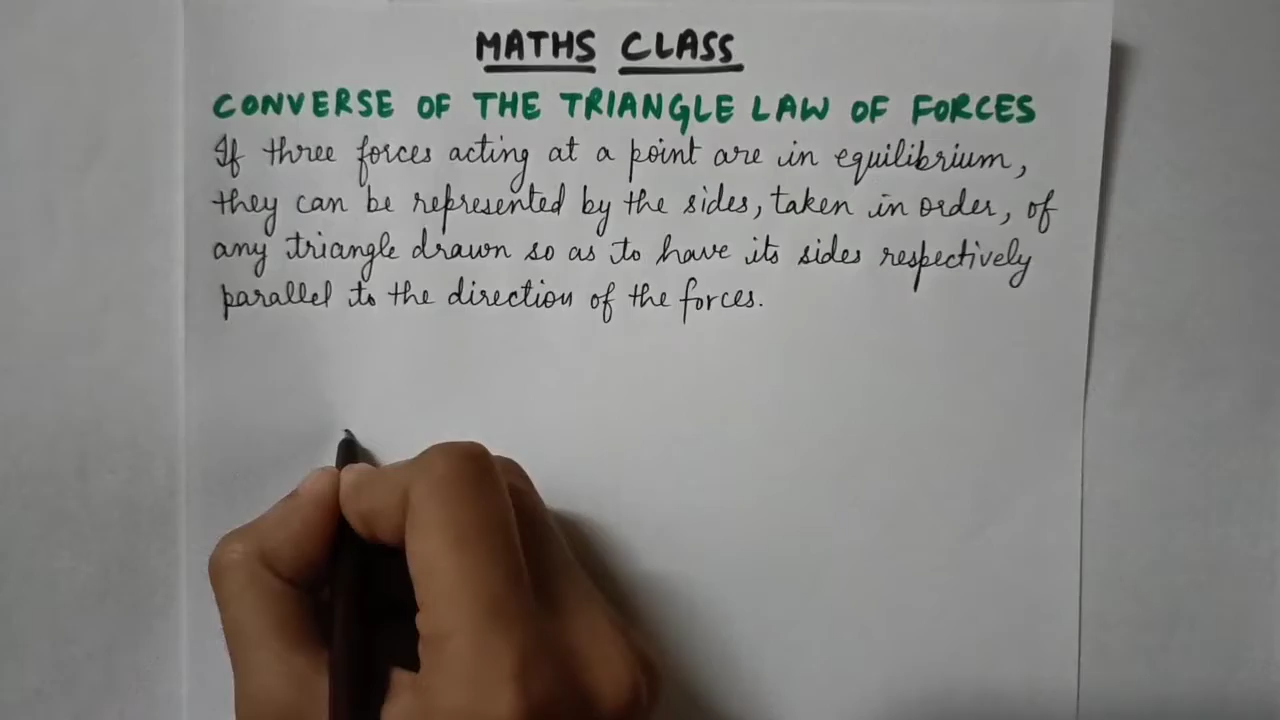 MATHS CLASS
CONVERSE OF THE TRIANGLE LAW OF FORCES
If three forces acting at a point are in equilibrium,
they can be represented by the sides, taken in order, of
any triangle drawn so as to have its sides respectively
parallel to the direction of the forces.